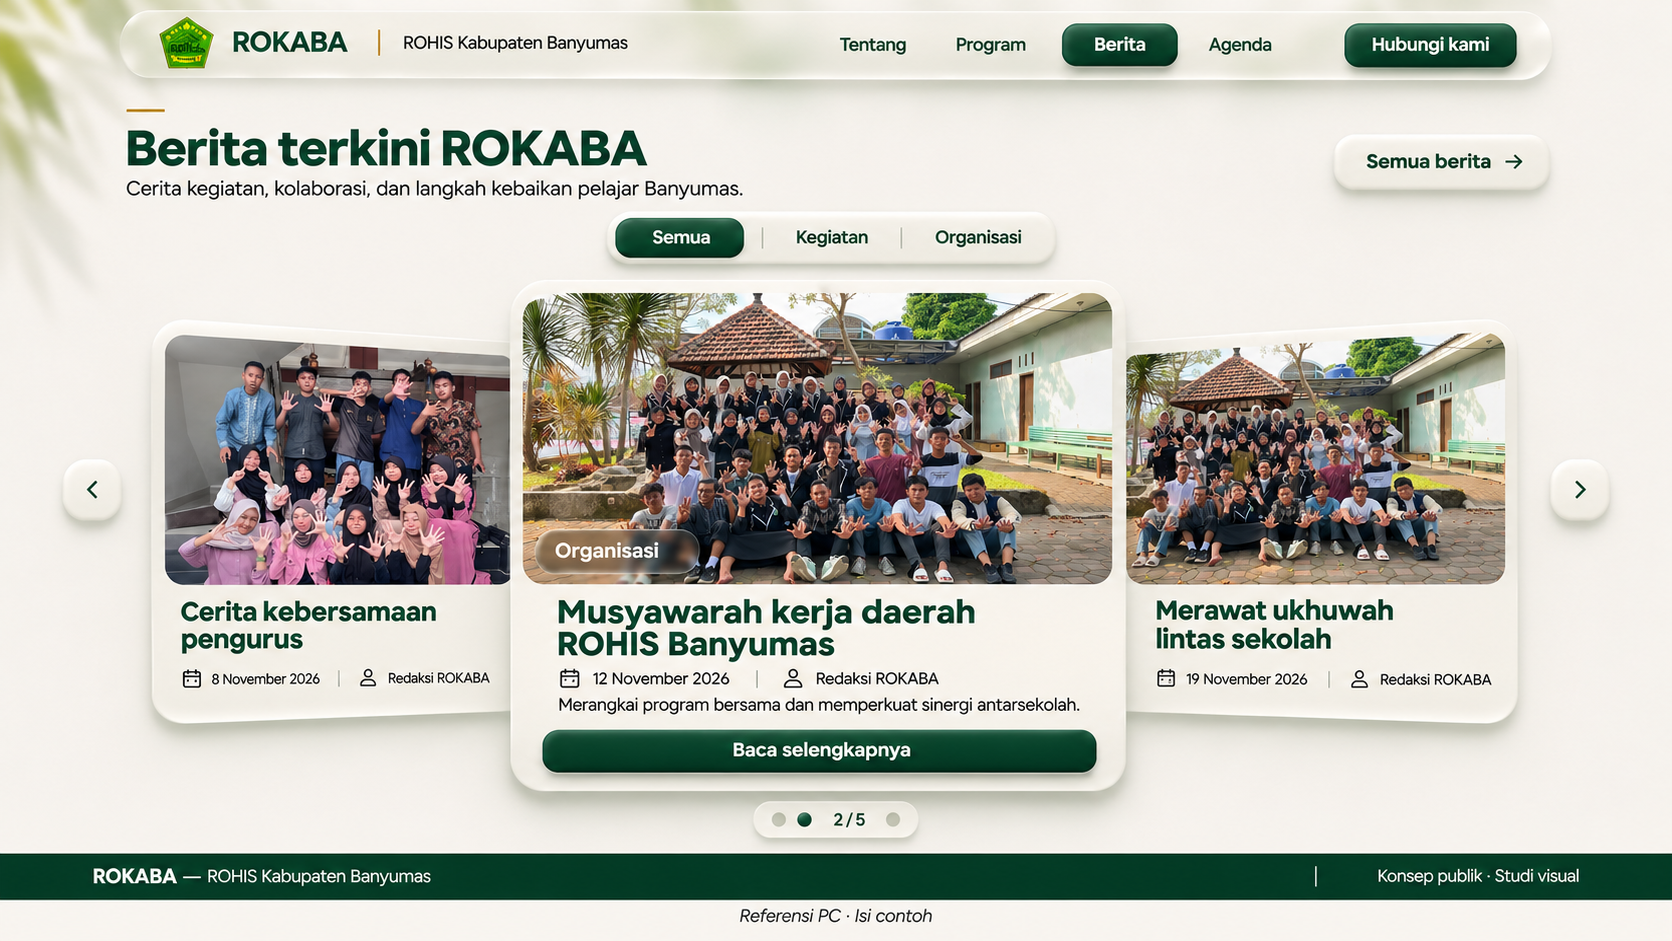 ROKABA
ROHIS Kabupaten Banyumas
Tentang
Program
Berita
Agenda
Hubungi kami
Berita terkini ROKABA
Cerita kegiatan, kolaborasi, dan langkah kebaikan pelajar Banyumas.
Semua berita
Semua
Kegiatan
Organisasi
Cerita kebersamaan
pengurus
8 November 2026
Redaksi ROKABA
Organisasi
Musyawarah kerja daerah
ROHIS Banyumas
12 November 2026
Redaksi ROKABA
Merangkai program bersama dan memperkuat sinergi antarsekolah.
Baca selengkapnya
Merawat ukhuwah
lintas sekolah
19 November 2026
Redaksi ROKABA
2/5
ROKABA — ROHIS Kabupaten Banyumas
Konsep publik · Studi visual
Referensi PC · Isi contoh